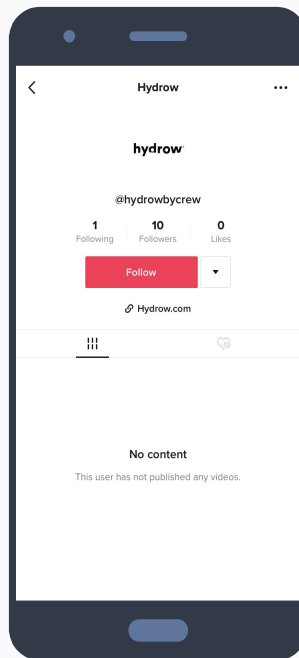 Hydrow
hydrow
@hydrowbycrew
1 10 0
Following Followers Likes
Follow
Hydrow.com
No content
This user has not published any videos.